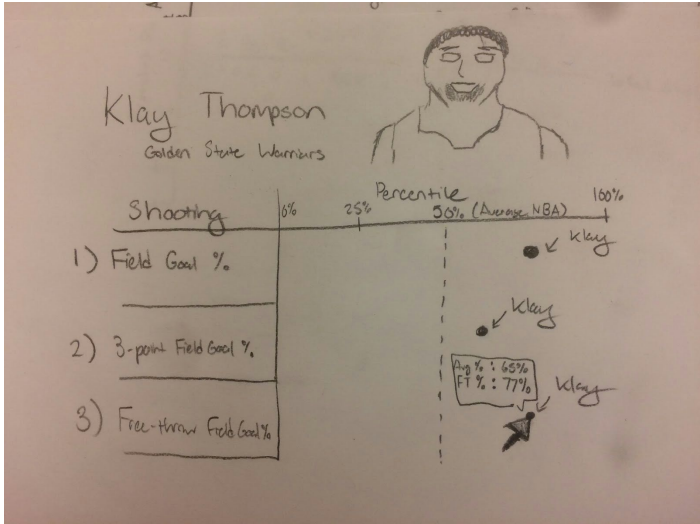 Klay Thompson
Golden State Warriors
Percentile
Shooting
0% 25% 50% (Average NBA) 100%
1) Field Goal %
Klay
2) 3-point Field Goal %
Klay
Avg % : 65%
FT % : 77%
Klay
3) Free-throw Field Goal %